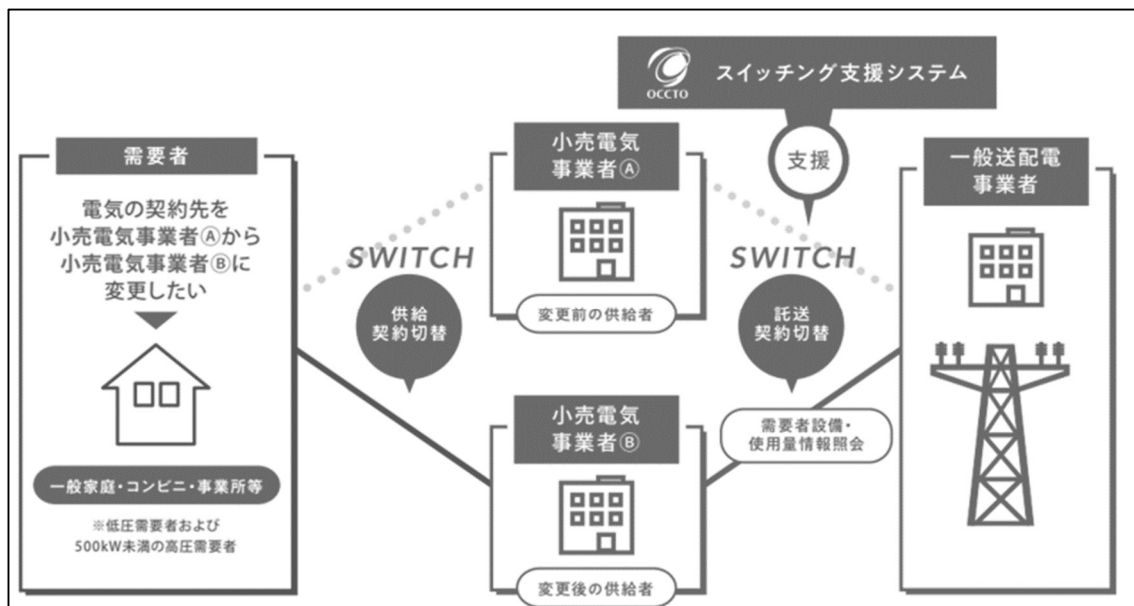 OCCTO
スイッチング支援システム
支援
需要者
電気の契約先を
小売電気事業者Ⓐから
小売電気事業者Ⓑに
変更したい
一般家庭・コンビニ・事業所等
※低圧需要者および
500kW未満の高圧需要者
SWITCH
供給
契約切替
小売電気
事業者Ⓐ
変更前の供給者
小売電気
事業者Ⓑ
変更後の供給者
SWITCH
託送
契約切替
需要者設備・
使用量情報照会
一般送配電
事業者